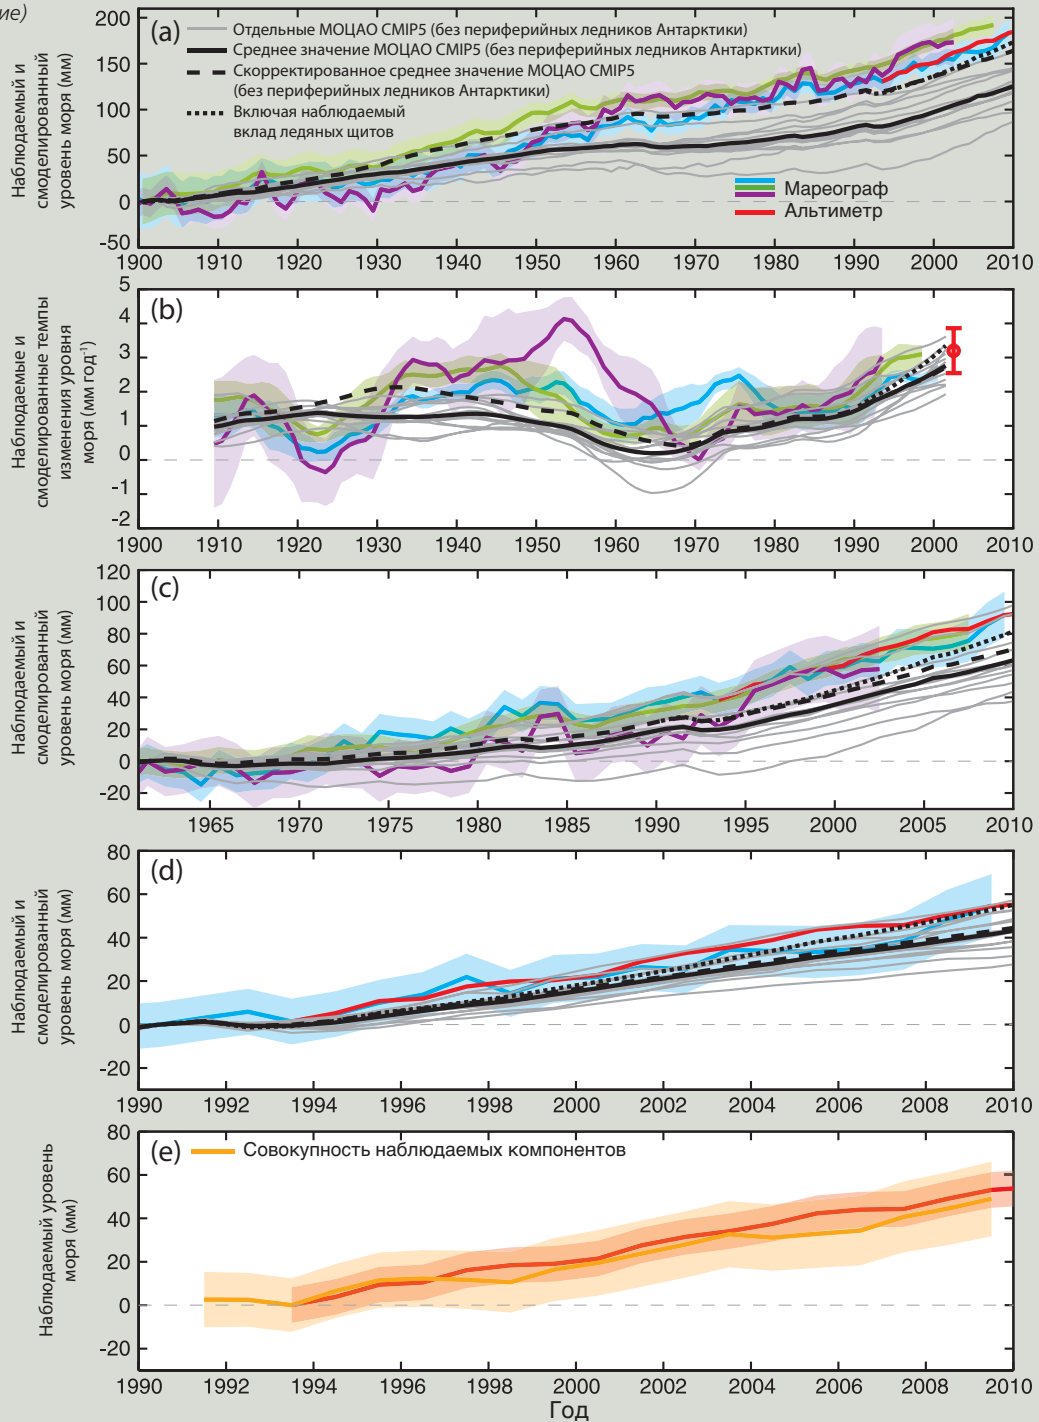 ие)
(a)
Отдельные МОЦАО CMIP5 (без периферийных ледников Антарктики)
Среднее значение МОЦАО CMIP5 (без периферийных ледников Антарктики)
Скорректированное среднее значение МОЦАО CMIP5
(без периферийных ледников Антарктики)
Включая наблюдаемый
вклад ледяных щитов
Мареограф
Альтиметр
Наблюдаемый и
смоделированный
уровень моря (мм)
200
150
100
50
0
-50
1900 1910 1920 1930 1940 1950 1960 1970 1980 1990 2000 2010
(b)
Наблюдаемые и
смоделированные темпы
изменения уровня
моря (мм год-1)
5
4
3
2
1
0
-1
-2
1900 1910 1920 1930 1940 1950 1960 1970 1980 1990 2000 2010
(c)
Наблюдаемый и
смоделированный
уровень моря (мм)
120
100
80
60
40
20
0
-20
1965 1970 1975 1980 1985 1990 1995 2000 2005 2010
(d)
Наблюдаемый и
смоделированный
уровень моря (мм)
80
60
40
20
0
-20
1990 1992 1994 1996 1998 2000 2002 2004 2006 2008 2010
(e)
Совокупность наблюдаемых компонентов
Наблюдаемый уровень
моря (мм)
80
60
40
20
0
-20
1990 1992 1994 1996 1998 2000 2002 2004 2006 2008 2010
Год